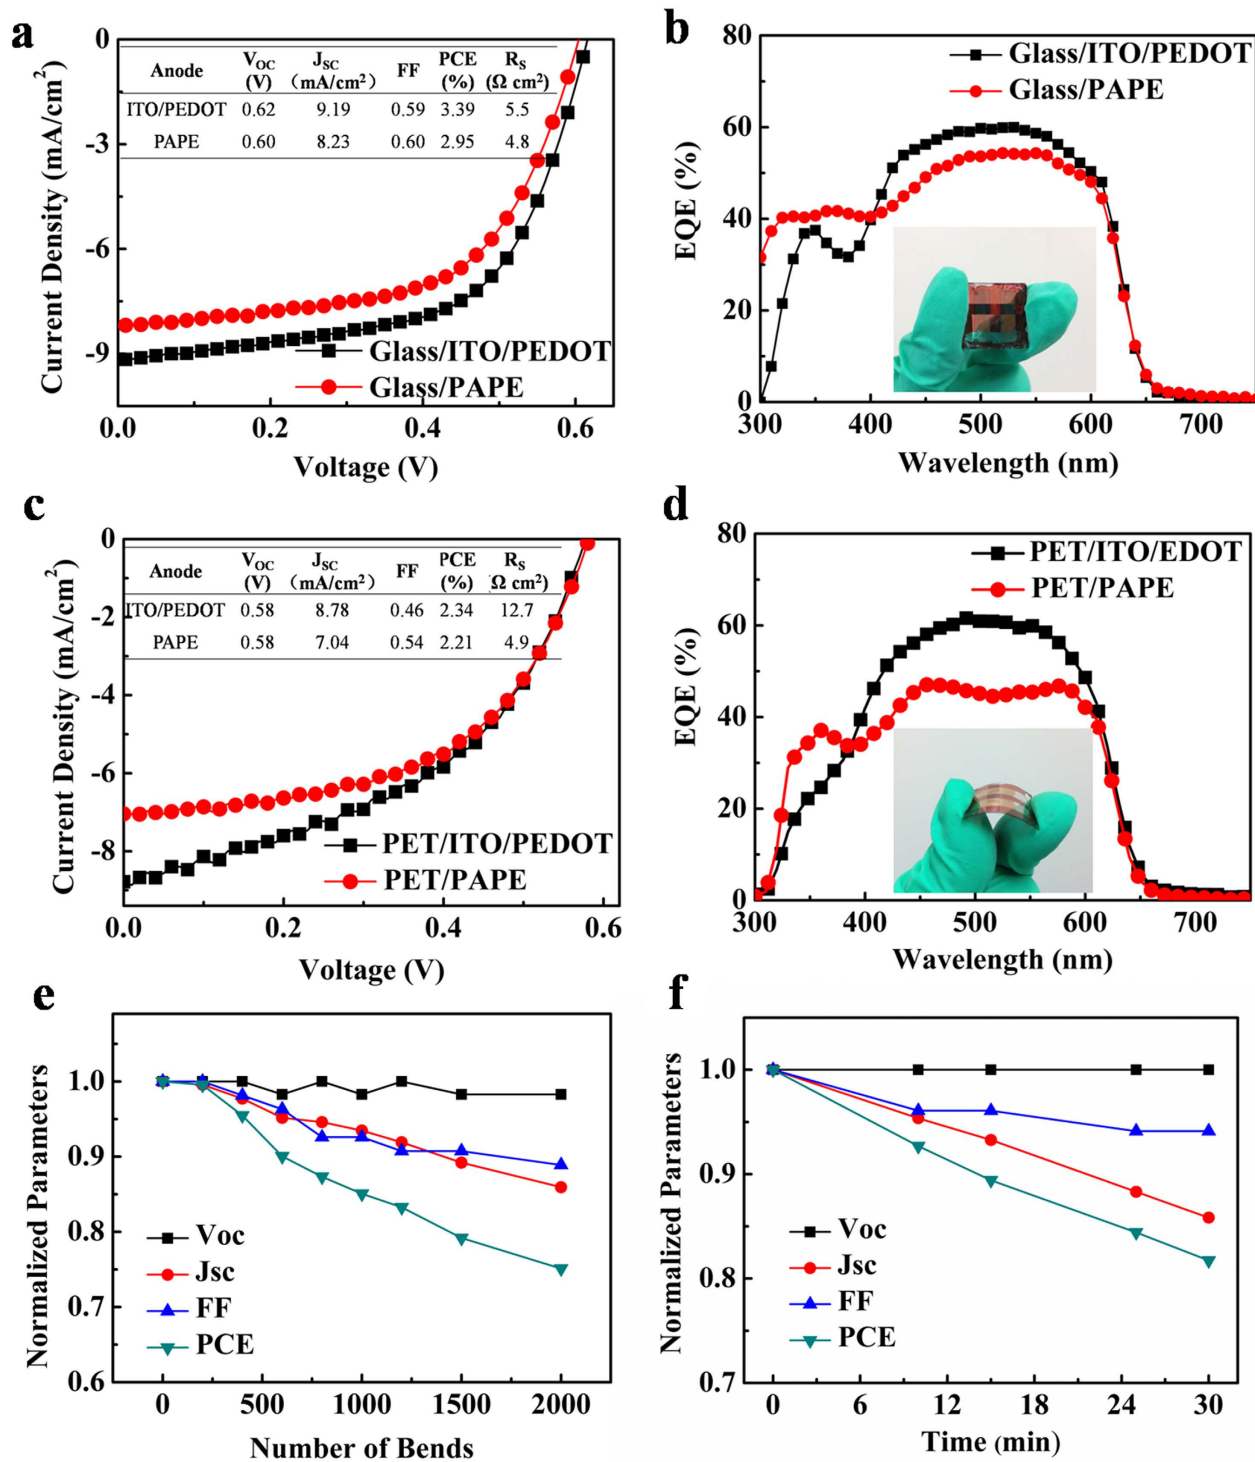 a
0
-3
-6
-9
Current Density (mA/cm²)
Anode VOC (V) JSC (mA/cm²) FF PCE (%) RS (Ω cm²)
ITO/PEDOT 0.62 9.19 0.59 3.39 5.5
PAPE 0.60 8.23 0.60 2.95 4.8
Glass/ITO/PEDOT
Glass/PAPE
0.0 0.2 0.4 0.6
Voltage (V)
b
80
60
40
20
0
EQE (%)
Glass/ITO/PEDOT
Glass/PAPE
300 400 500 600 700
Wavelength (nm)
c
0
-2
-4
-6
-8
Current Density (mA/cm²)
Anode VOC (V) JSC (mA/cm²) FF PCE (%) RS Ω cm²)
ITO/PEDOT 0.58 8.78 0.46 2.34 12.7
PAPE 0.58 7.04 0.54 2.21 4.9
PET/ITO/PEDOT
PET/PAPE
0.0 0.2 0.4 0.6
Voltage (V)
d
80
60
40
20
0
EQE (%)
PET/ITO/EDOT
PET/PAPE
300 400 500 600 700
Wavelength (nm)
e
1.0
0.9
0.8
0.7
0.6
Normalized Parameters
Voc
Jsc
FF
PCE
0 500 1000 1500 2000
Number of Bends
f
1.0
0.9
0.8
0.7
Normalized Parameters
Voc
Jsc
FF
PCE
0 6 12 18 24 30
Time (min)